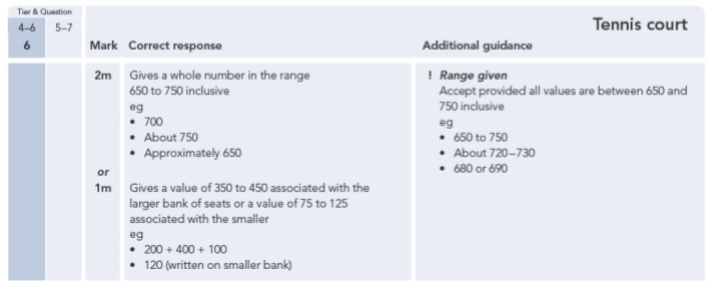 Tier & Question
4–6 5–7
6
Tennis court
Mark Correct response Additional guidance
2m Gives a whole number in the range
650 to 750 inclusive
eg
• 700
• About 750
• Approximately 650
or
1m Gives a value of 350 to 450 associated with the
larger bank of seats or a value of 75 to 125
associated with the smaller
eg
• 200 + 400 + 100
• 120 (written on smaller bank)
! Range given
Accept provided all values are between 650 and
750 inclusive
eg
• 650 to 750
• About 720–730
• 680 or 690